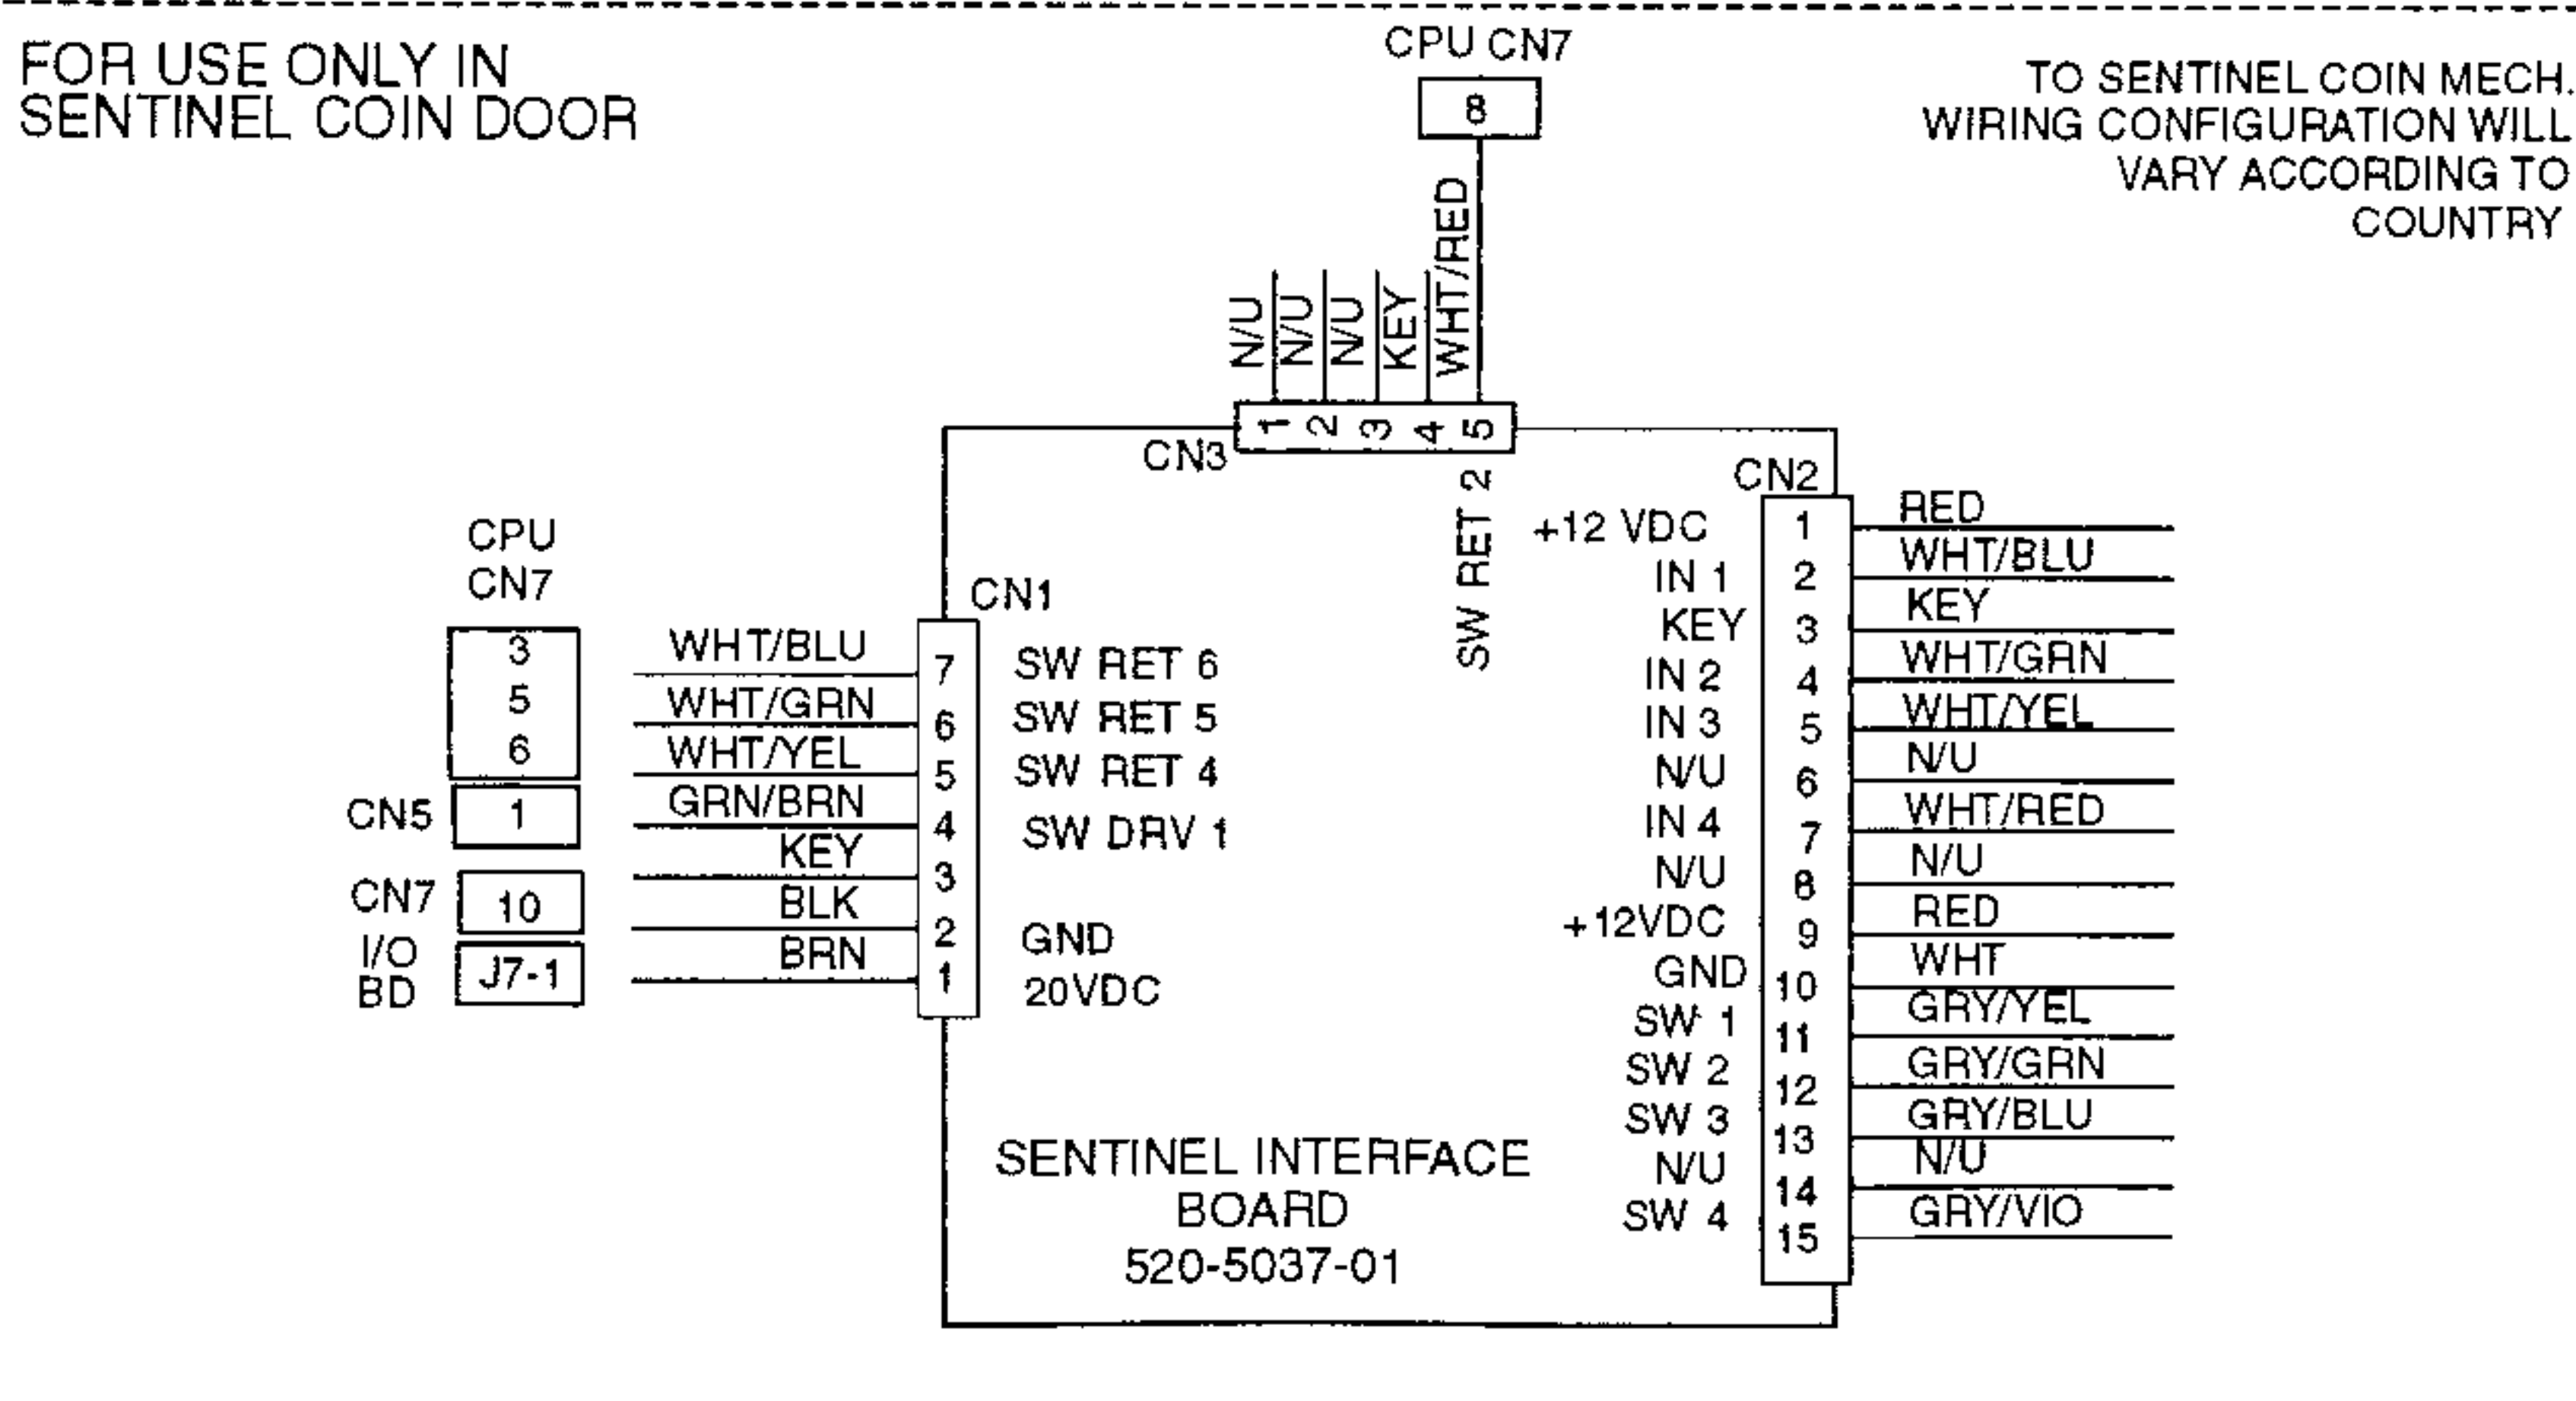 FOR USE ONLY IN
SENTINEL COIN DOOR
CPU CN7
8
TO SENTINEL COIN MECH.
WIRING CONFIGURATION WILL
VARY ACCORDING TO
COUNTRY
N/U
N/U
N/U
KEY
WHT/RED
CN3
1 2 3 4 5
SW RET 2
CPU
CN7
3
5
6
CN5 1
CN7 10
I/O
BD
J7-1
WHT/BLU
WHT/GRN
WHT/YEL
GRN/BRN
KEY
BLK
BRN
CN1
7 SW RET 6
6 SW RET 5
5 SW RET 4
4 SW DRV 1
3
2 GND
1 20VDC
CN2
+12 VDC 1 RED
IN 1 2 WHT/BLU
KEY 3 KEY
IN 2 4 WHT/GRN
IN 3 5 WHT/YEL
N/U 6 N/U
IN 4 7 WHT/RED
N/U 8 N/U
+12VDC 9 RED
GND 10 WHT
SW 1 11 GRY/YEL
SW 2 12 GRY/GRN
SW 3 13 GRY/BLU
N/U 14 N/U
SW 4 15 GRY/VIO
SENTINEL INTERFACE
BOARD
520-5037-01